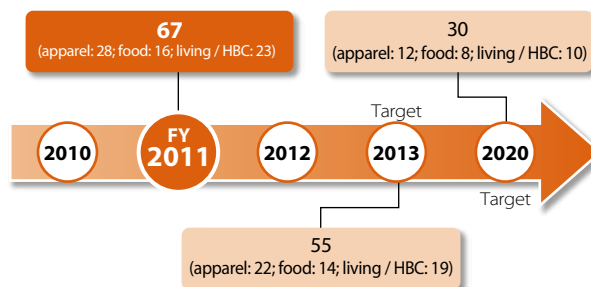 67
(apparel: 28; food: 16; living / HBC: 23)
30
(apparel: 12; food: 8; living / HBC: 10)
Target
2010
FY
2011
2012
2013
2020
Target
55
(apparel: 22; food: 14; living / HBC: 19)